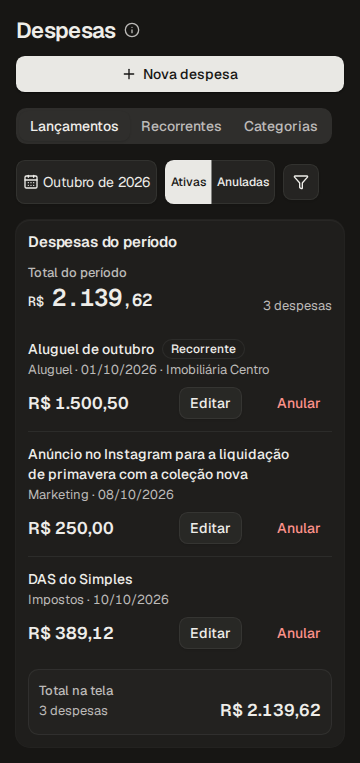 Despesas
Nova despesa
Lançamentos Recorrentes Categorias
Outubro de 2026 Ativas Anuladas
Despesas do período
Total do período
R$ 2.139,62
3 despesas
Aluguel de outubro Recorrente
Aluguel · 01/10/2026 · Imobiliária Centro
R$ 1.500,50 Editar Anular
Anúncio no Instagram para a liquidação
de primavera com a coleção nova
Marketing · 08/10/2026
R$ 250,00 Editar Anular
DAS do Simples
Impostos · 10/10/2026
R$ 389,12 Editar Anular
Total na tela
3 despesas
R$ 2.139,62